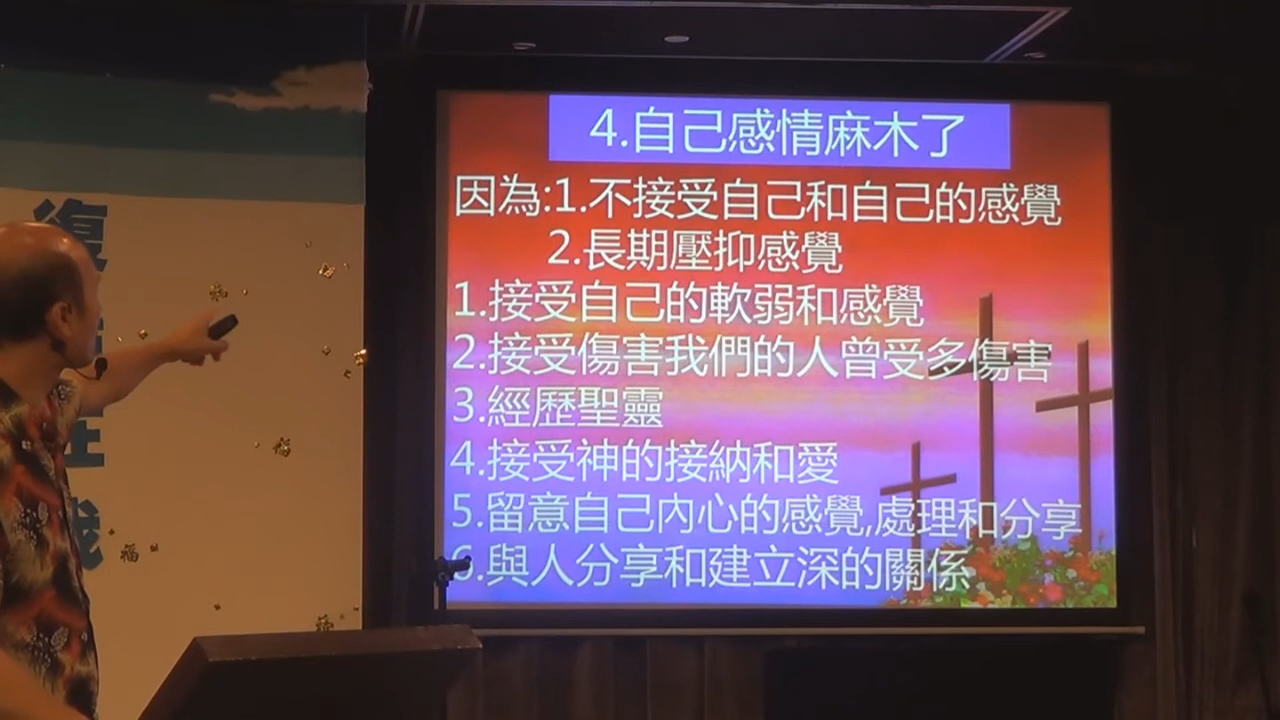 4.自己感情麻木了
因為:1.不接受自己和自己的感覺
2.長期壓抑感覺
1.接受自己的軟弱和感覺
2.接受傷害我們的人曾受多傷害
3.經歷聖靈
4.接受神的接納和愛
5.留意自己內心的感覺,處理和分享
6.與人分享和建立深的關係
復
在
福